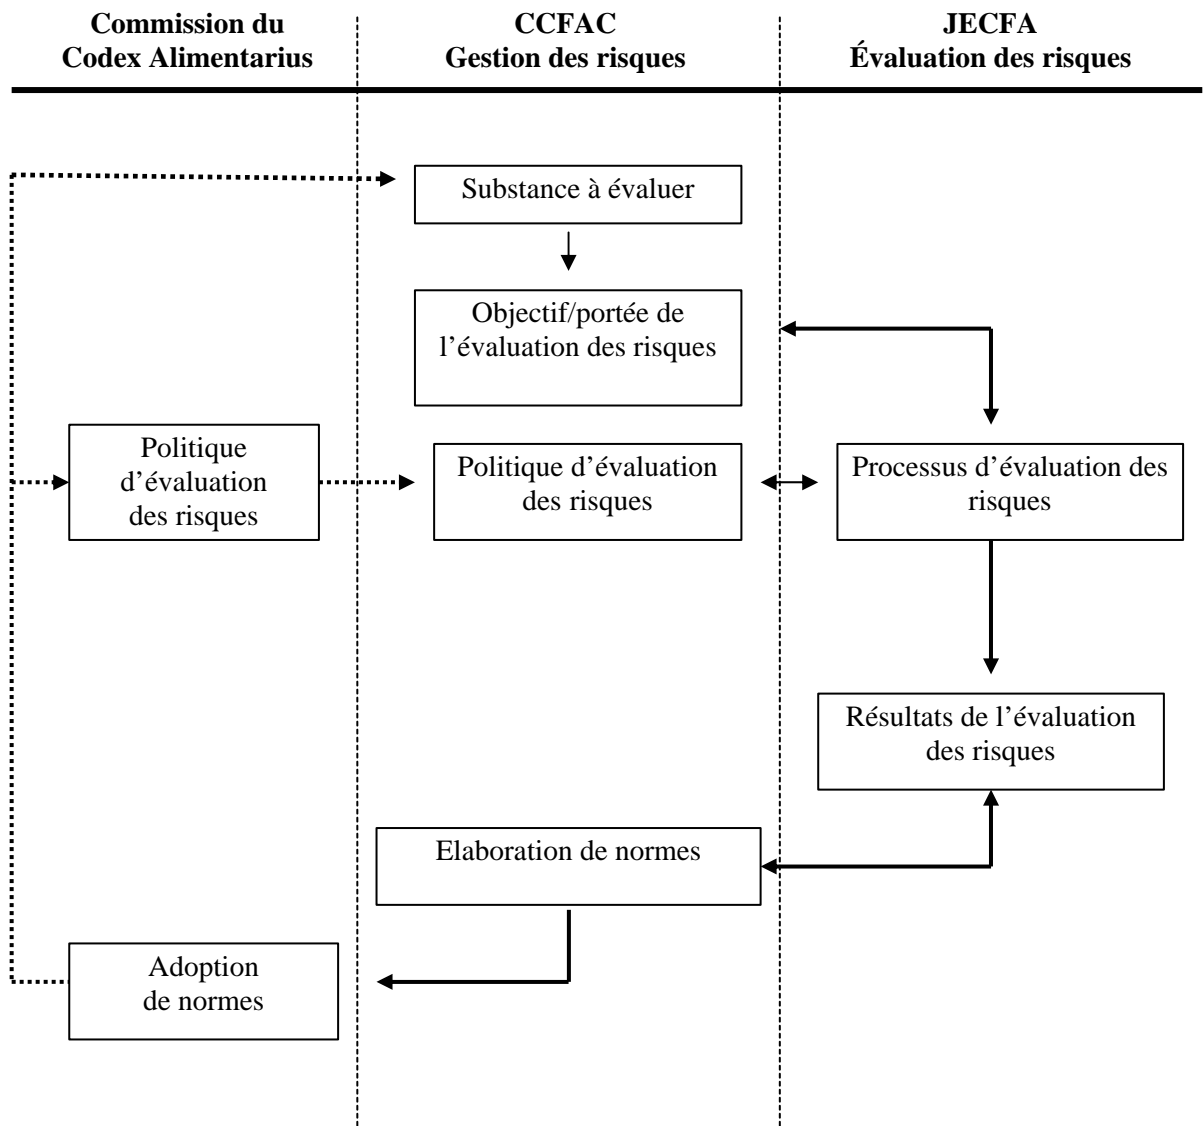 Commission du
Codex Alimentarius
CCFAC
Gestion des risques
JECFA
Évaluation des risques
Substance à évaluer
Objectif/portée de
l’évaluation des risques
Politique
d’évaluation
des risques
Politique d’évaluation
des risques
Processus d’évaluation des
risques
Résultats de l’évaluation
des risques
Elaboration de normes
Adoption
de normes